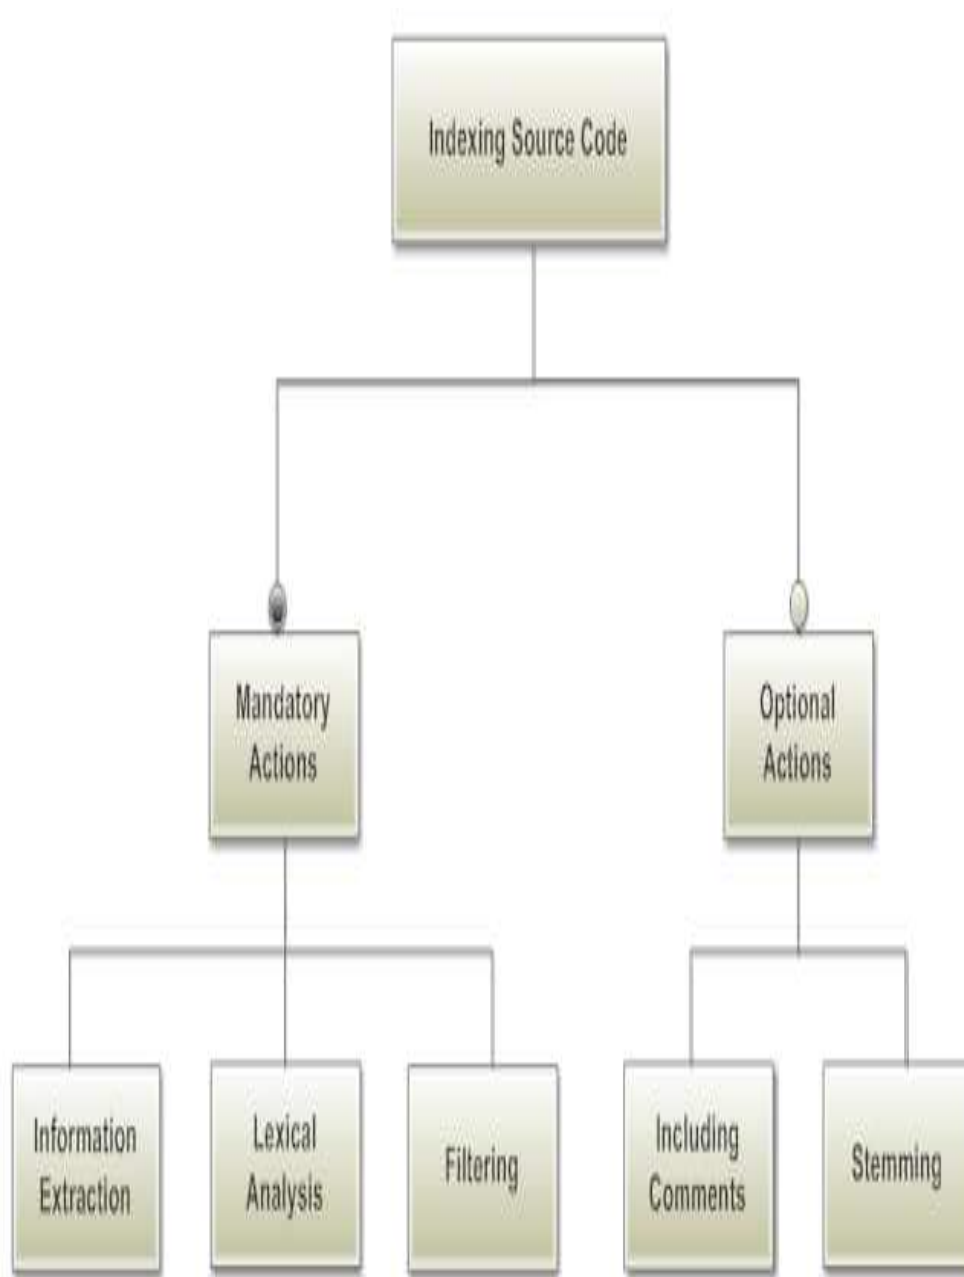 Indexing Source Code
Mandatory
Actions
Optional
Actions
Information
Extraction
Lexical
Analysis
Filtering
Including
Comments
Stemming